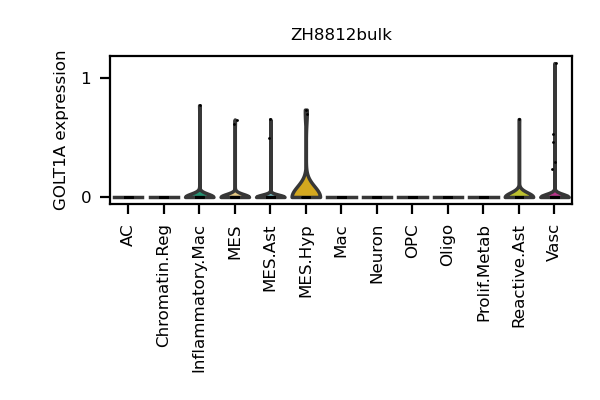 ZH8812bulk
GOLT1A expression
1
0
AC
Chromatin.Reg
Inflammatory.Mac
MES
MES.Ast
MES.Hyp
Mac
Neuron
OPC
Oligo
Prolif.Metab
Reactive.Ast
Vasc